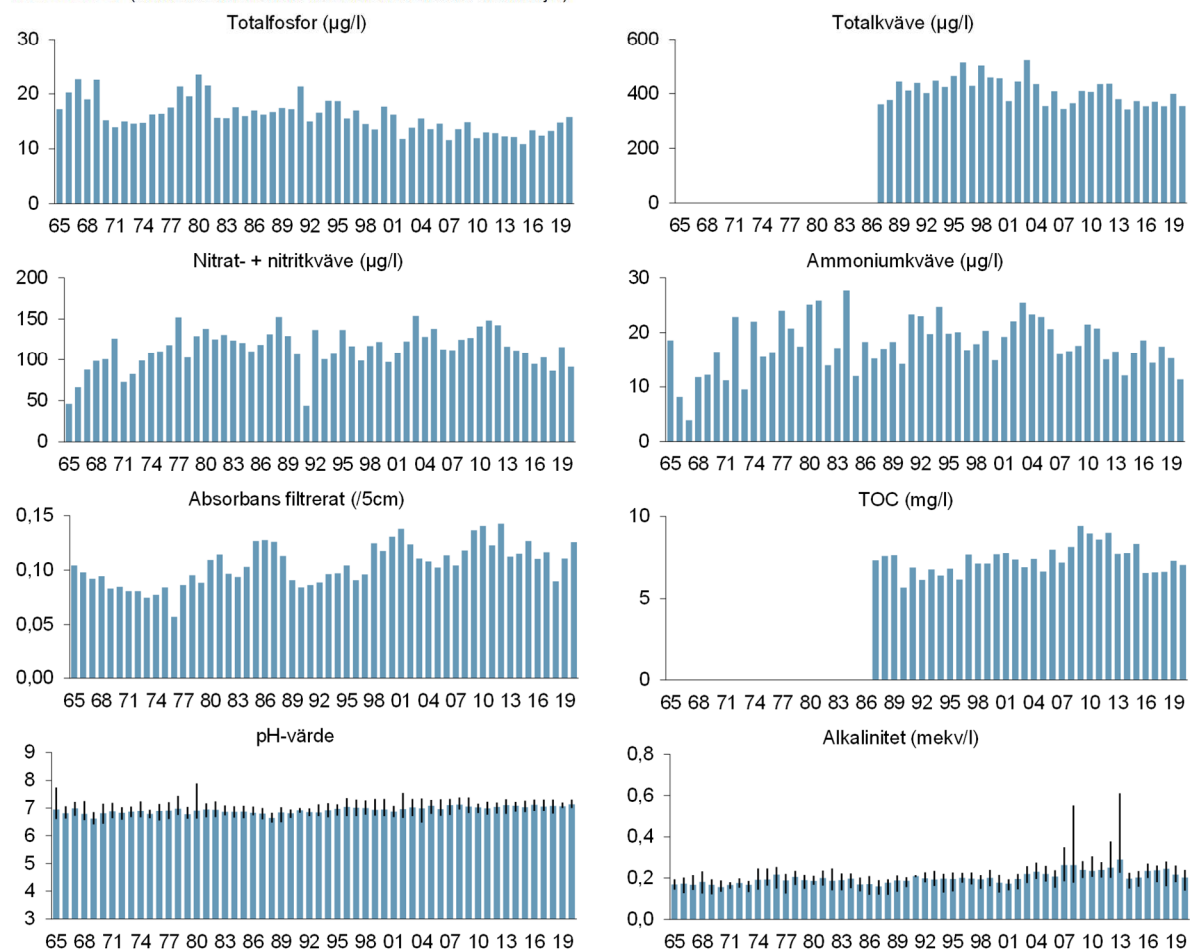 Totalfosfor (µg/l)
30
20
10
0
65 68 71 74 77 80 83 86 89 92 95 98 01 04 07 10 13 16 19
Totalkväve (µg/l)
600
400
200
0
65 68 71 74 77 80 83 86 89 92 95 98 01 04 07 10 13 16 19
Nitrat- + nitritkväve (µg/l)
200
150
100
50
0
65 68 71 74 77 80 83 86 89 92 95 98 01 04 07 10 13 16 19
Ammoniumkväve (µg/l)
30
20
10
0
65 68 71 74 77 80 83 86 89 92 95 98 01 04 07 10 13 16 19
Absorbans filtrerat (/5cm)
0,15
0,10
0,05
0,00
65 68 71 74 77 80 83 86 89 92 95 98 01 04 07 10 13 16 19
TOC (mg/l)
10
5
0
65 68 71 74 77 80 83 86 89 92 95 98 01 04 07 10 13 16 19
pH-värde
9
8
7
6
5
4
3
65 68 71 74 77 80 83 86 89 92 95 98 01 04 07 10 13 16 19
Alkalinitet (mekv/l)
0,8
0,6
0,4
0,2
0,0
65 68 71 74 77 80 83 86 89 92 95 98 01 04 07 10 13 16 19